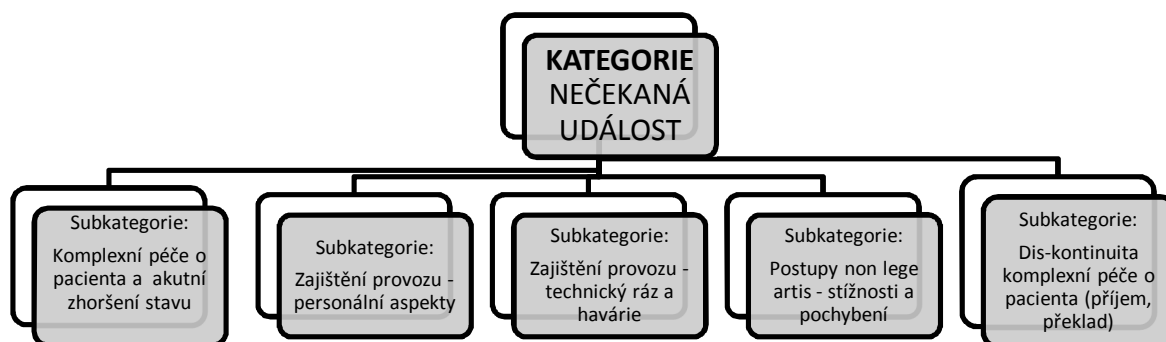 KATEGORIE
NEČEKANÁ
UDÁLOST
Subkategorie:
Komplexní péče o
pacienta a akutní
zhoršení stavu
Subkategorie:
Zajištění provozu -
personální aspekty
Subkategorie:
Zajištění provozu -
technický ráz a
havárie
Subkategorie:
Postupy non lege
artis - stížnosti a
pochybení
Subkategorie:
Dis-kontinuita
komplexní péče o
pacienta (příjem,
překlad)